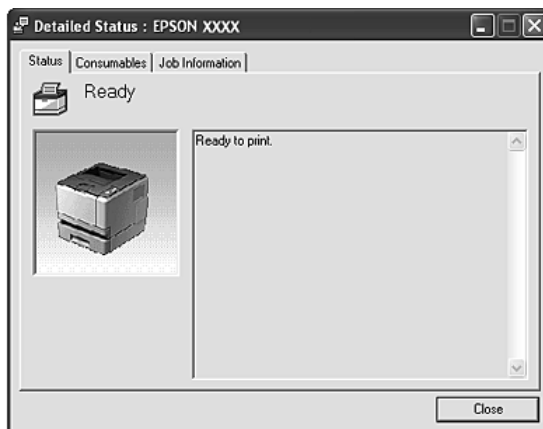 Detailed Status : EPSON XXXX
Status Consumables Job Information
Ready
Ready to print.
Close